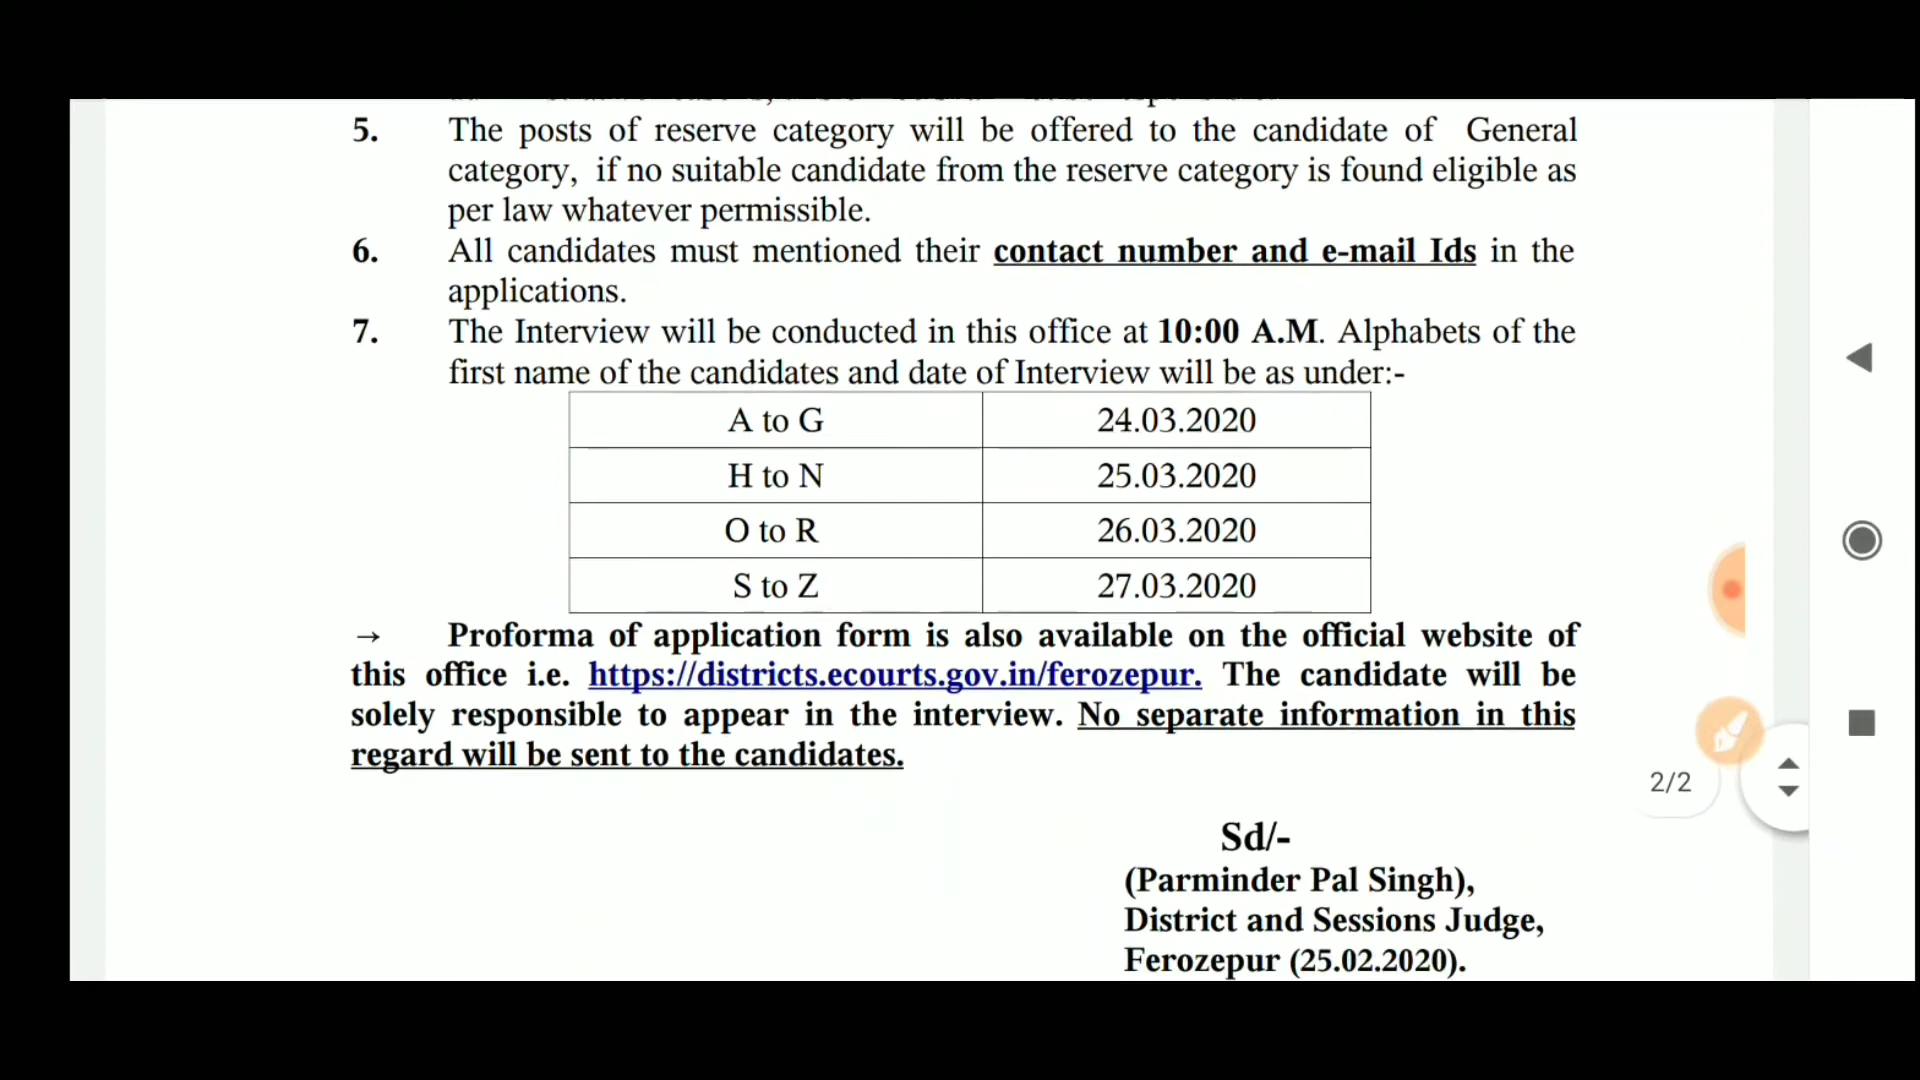 5. The posts of reserve category will be offered to the candidate of General
category, if no suitable candidate from the reserve category is found eligible as
per law whatever permissible.
6. All candidates must mentioned their contact number and e-mail Ids in the
applications.
7. The Interview will be conducted in this office at 10:00 A.M. Alphabets of the
first name of the candidates and date of Interview will be as under:-
A to G 24.03.2020
H to N 25.03.2020
O to R 26.03.2020
S to Z 27.03.2020
→ Proforma of application form is also available on the official website of
this office i.e. https://districts.ecourts.gov.in/ferozepur. The candidate will be
solely responsible to appear in the interview. No separate information in this
regard will be sent to the candidates.
2/2
Sd/-
(Parminder Pal Singh),
District and Sessions Judge,
Ferozepur (25.02.2020).